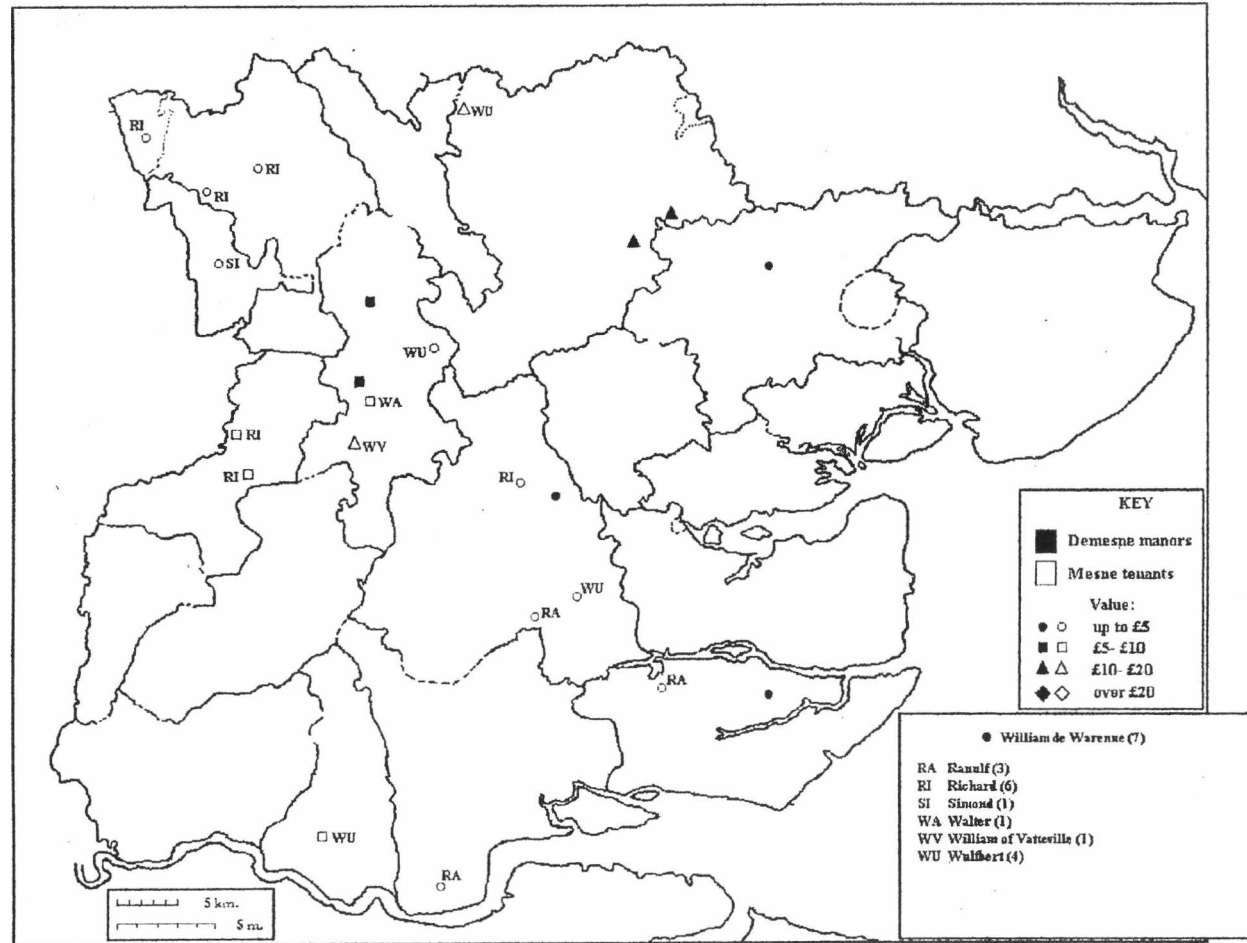 WU
RI
RI
RI
SI
WU
WA
RI
WV
RI
RI
WU
RA
RA
WU
RA
KEY
Demesne manors
Mesne tenants
Value:
up to £5
£5- £10
£10- £20
over £20
William de Warenne (7)
RA Ranulf (3)
RI Richard (6)
SI Simond (1)
WA Walter (1)
WV William of Vatteville (1)
WU Wulfbert (4)
5 km.
5 m.